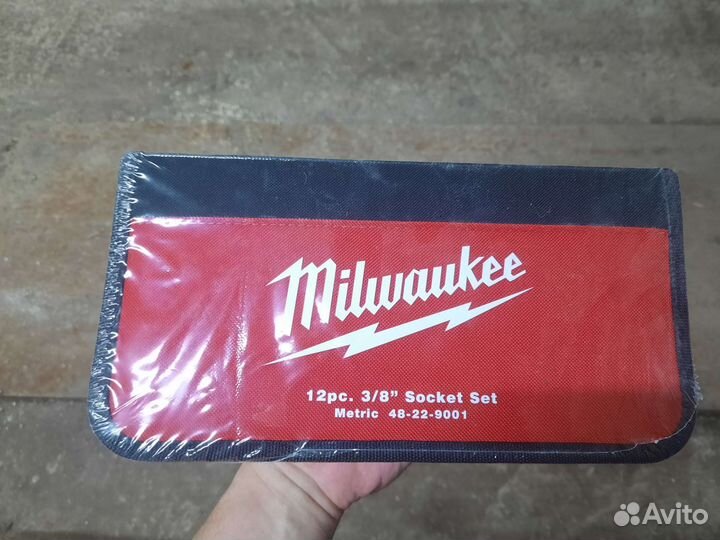 Milwaukee
12pc. 3/8” Socket Set
Metric 48-22-9001
Avito